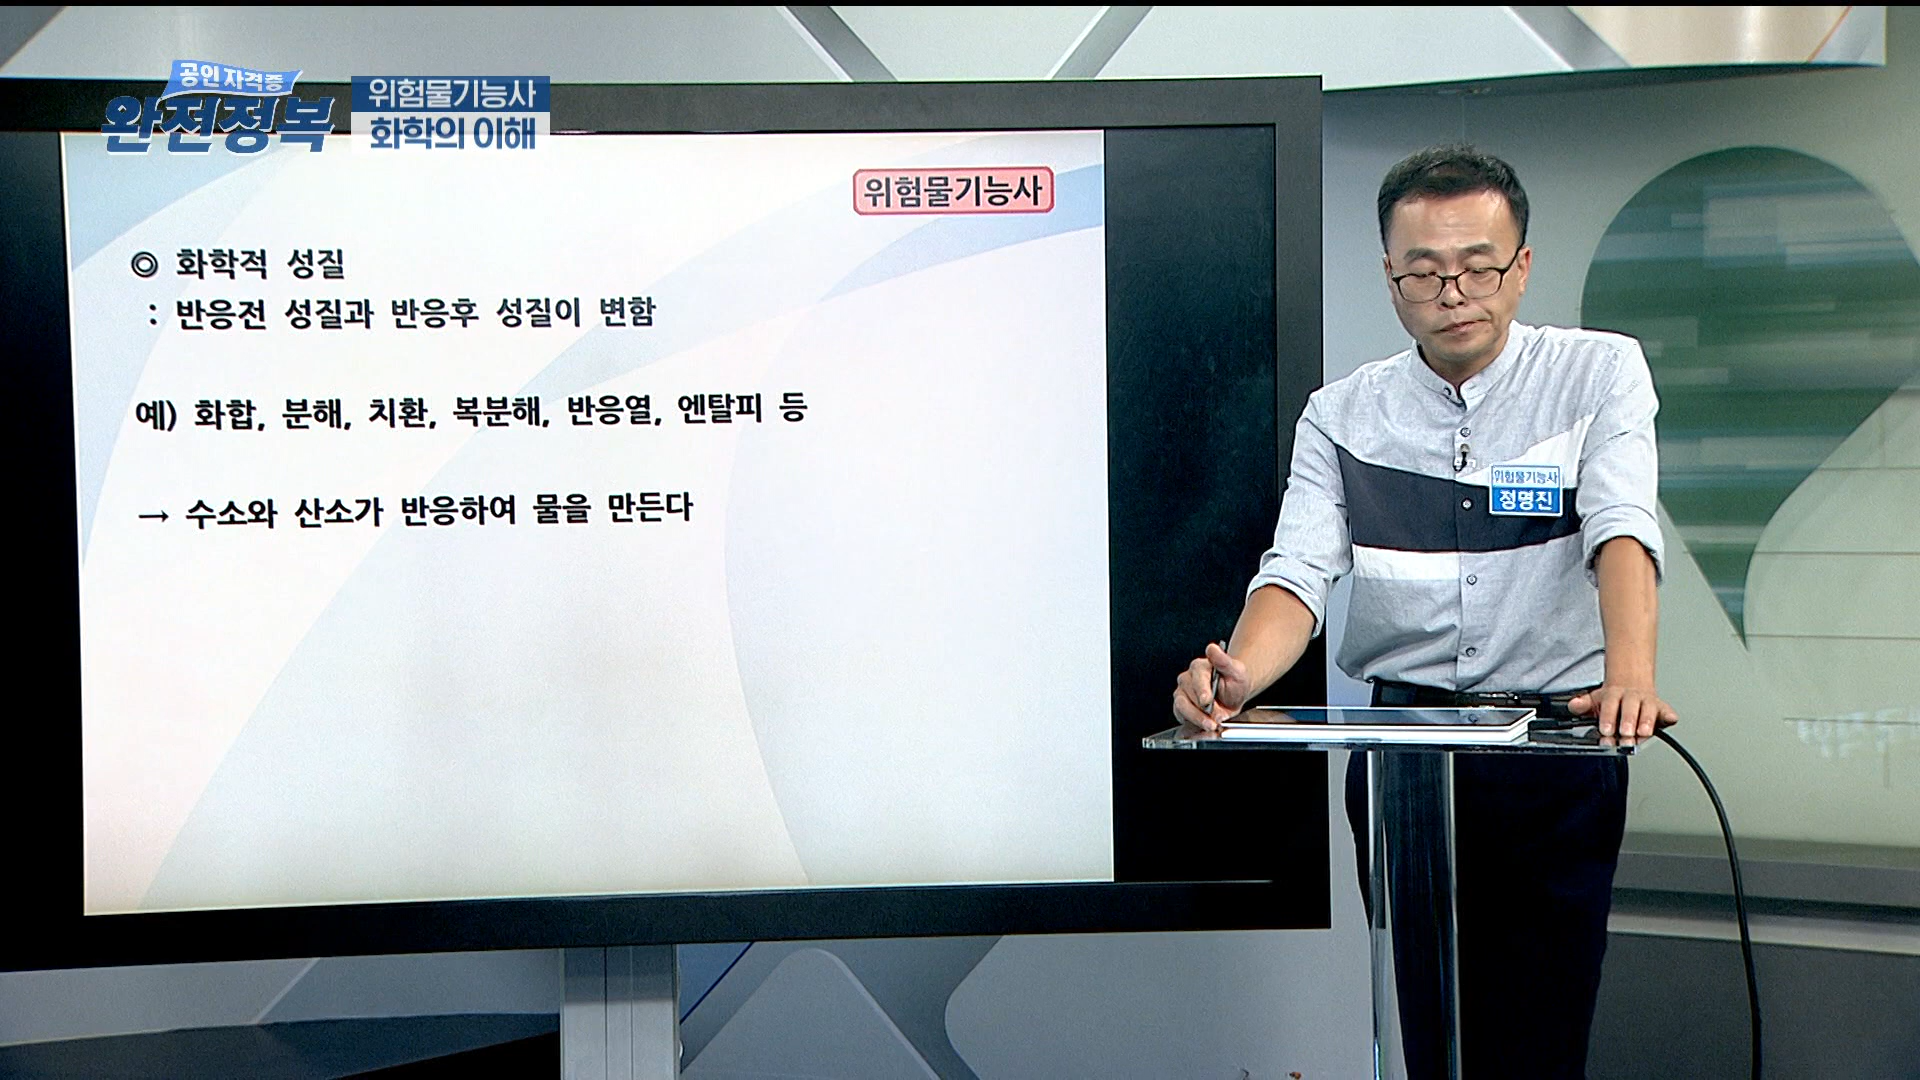 공인 자격증
완전정복
위험물기능사
화학의 이해
위험물기능사
◎ 화학적 성질
: 반응전 성질과 반응후 성질이 변함
예) 화합, 분해, 치환, 복분해, 반응열, 엔탈피 등
→ 수소와 산소가 반응하여 물을 만든다
위험물기능사
정명진